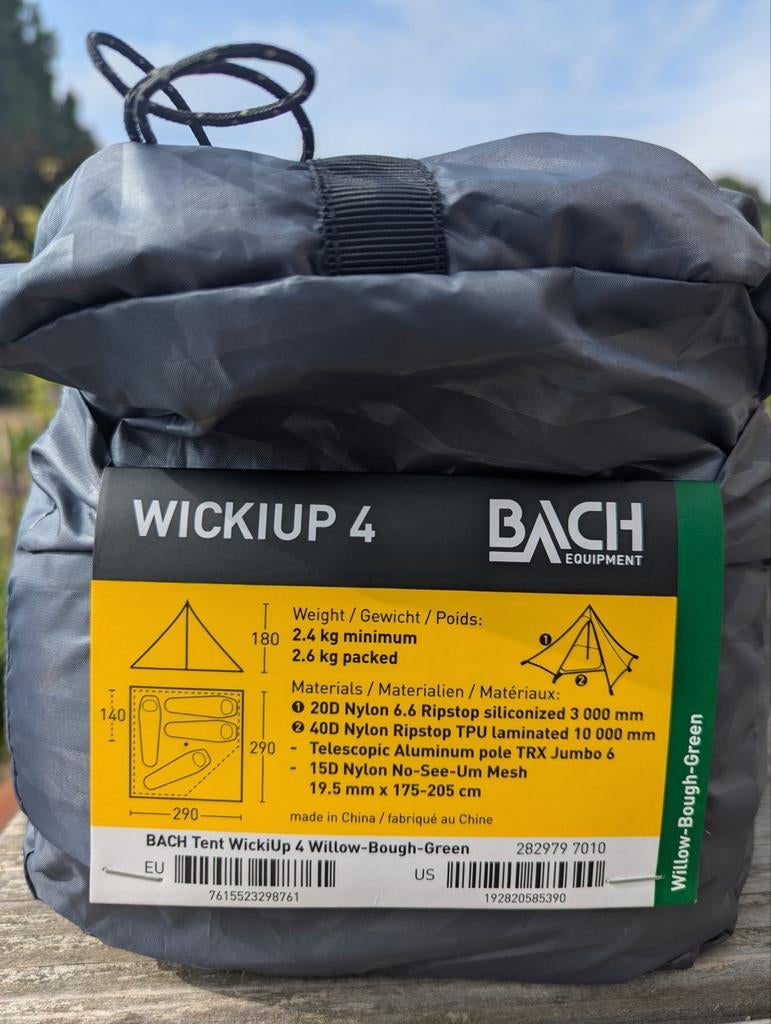 WICKIUP 4
BACH
EQUIPMENT
180
Weight / Gewicht / Poids:
2.4 kg minimum
2.6 kg packed
1
2
140
290
290
Materials / Materialien / Matériaux:
1 20D Nylon 6.6 Ripstop siliconized 3 000 mm
2 40D Nylon Ripstop TPU laminated 10 000 mm
- Telescopic Aluminum pole TRX Jumbo 6
- 15D Nylon No-See-Um Mesh
19.5 mm x 175-205 cm
made in China / fabriqué au Chine
BACH Tent WickiUp 4 Willow-Bough-Green 282979 7010
EU
7615523298761
US
192820585390
Willow-Bough-Green